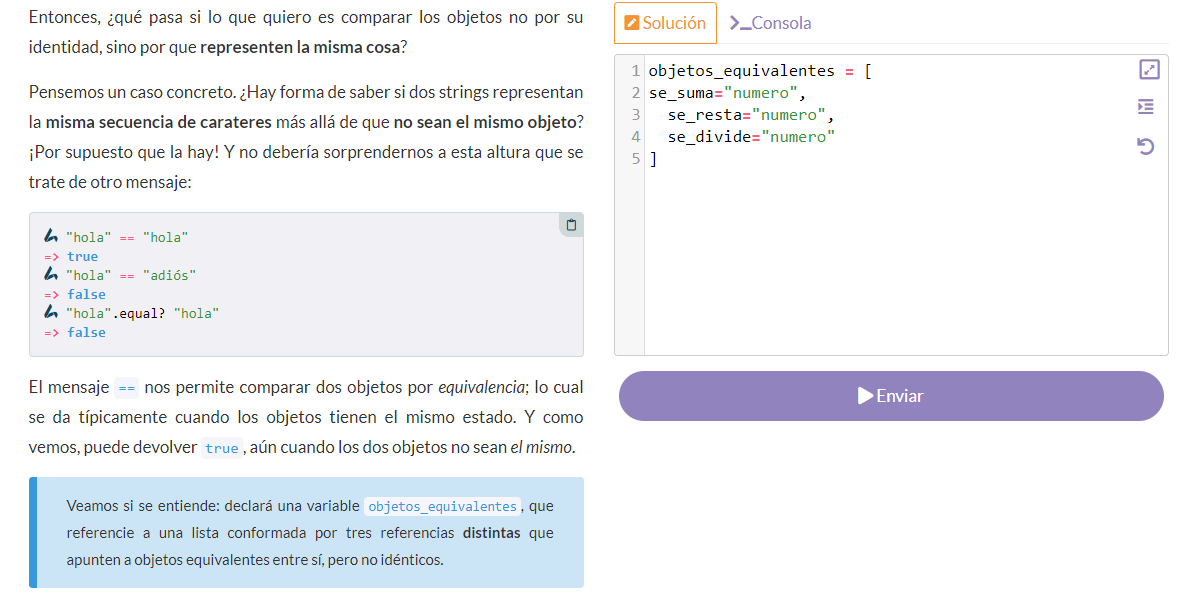 Entonces, ¿qué pasa si lo que quiero es comparar los objetos no por su
identidad, sino por que representen la misma cosa?
Pensemos un caso concreto. ¿Hay forma de saber si dos strings representan
la misma secuencia de carateres más allá de que no sean el mismo objeto?
¡Por supuesto que la hay! Y no debería sorprendernos a esta altura que se
trate de otro mensaje:
"hola" == "hola"
=> true
"hola" == "adiós"
=> false
"hola".equal? "hola"
=> false
El mensaje == nos permite comparar dos objetos por equivalencia; lo cual
se da típicamente cuando los objetos tienen el mismo estado. Y como
vemos, puede devolver true, aún cuando los dos objetos no sean el mismo.
Veamos si se entiende: declará una variable objetos_equivalentes, que
referencie a una lista conformada por tres referencias distintas que
apunten a objetos equivalentes entre sí, pero no idénticos.
Solución
>_Consola
1 objetos_equivalentes = [
2 se_suma="numero",
3 se_resta="numero",
4 se_divide="numero"
5 ]
Enviar